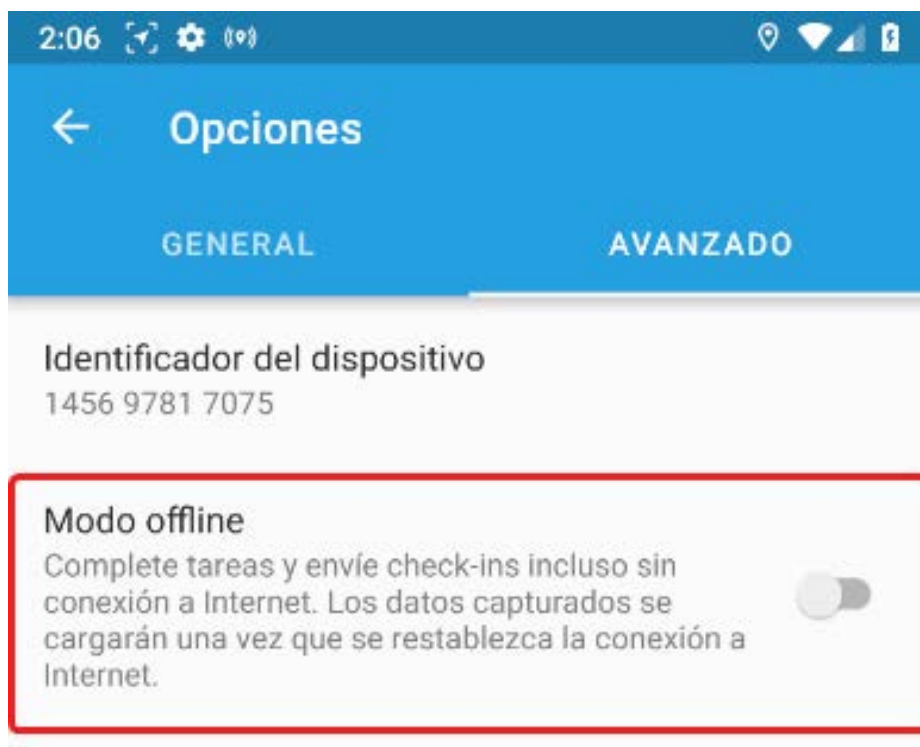 2:06
Opciones
GENERAL AVANZADO
Identificador del dispositivo
1456 9781 7075
Modo offline
Complete tareas y envíe check-ins incluso sin
conexión a Internet. Los datos capturados se
cargarán una vez que se restablezca la conexión a
Internet.